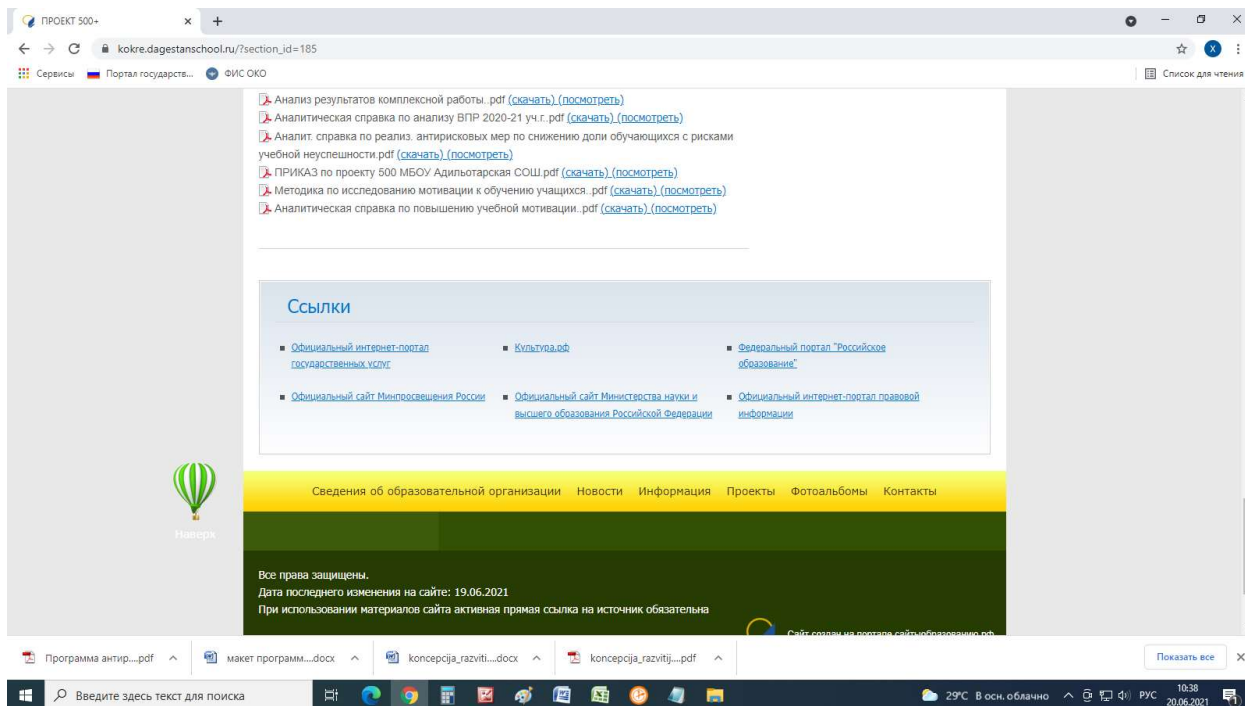 ПРОЕКТ 500+
kokre.dagestanschool.ru/?section_id=185
X
Сервисы Портал государств... ФИС ОКО Список для чтения
Анализ результатов комплексной работы..pdf (скачать) (посмотреть)
Аналитическая справка по анализу ВПР 2020-21 уч.г..pdf (скачать) (посмотреть)
Аналит. справка по реализ. антирисковых мер по снижению доли обучающихся с рисками
учебной неуспешности.pdf (скачать) (посмотреть)
ПРИКАЗ по проекту 500 МБОУ Адильотарская СОШ.pdf (скачать) (посмотреть)
Методика по исследованию мотивации к обучению учащихся..pdf (скачать) (посмотреть)
Аналитическая справка по повышению учебной мотивации..pdf (скачать) (посмотреть)
Ссылки
Официальный интернет-портал
государственных услуг
Культура.рф
Федеральный портал "Российское
образование"
Официальный сайт Минпросвещения России
Официальный сайт Министерства науки и
высшего образования Российской Федерации
Официальный интернет-портал правовой
информации
Наверх
Сведения об образовательной организации Новости Информация Проекты Фотоальбомы Контакты
Все права защищены.
Дата последнего изменения на сайте: 19.06.2021
При использовании материалов сайта активная прямая ссылка на источник обязательна
Сайт создан на портале сайтыобразованию.рф
Программа антир....pdf макет программ....docx koncepcija_razviti....docx koncepcija_razvitij....pdf Показать все
Введите здесь текст для поиска 29°C В осн. облачно РУС 10:38
20.06.2021